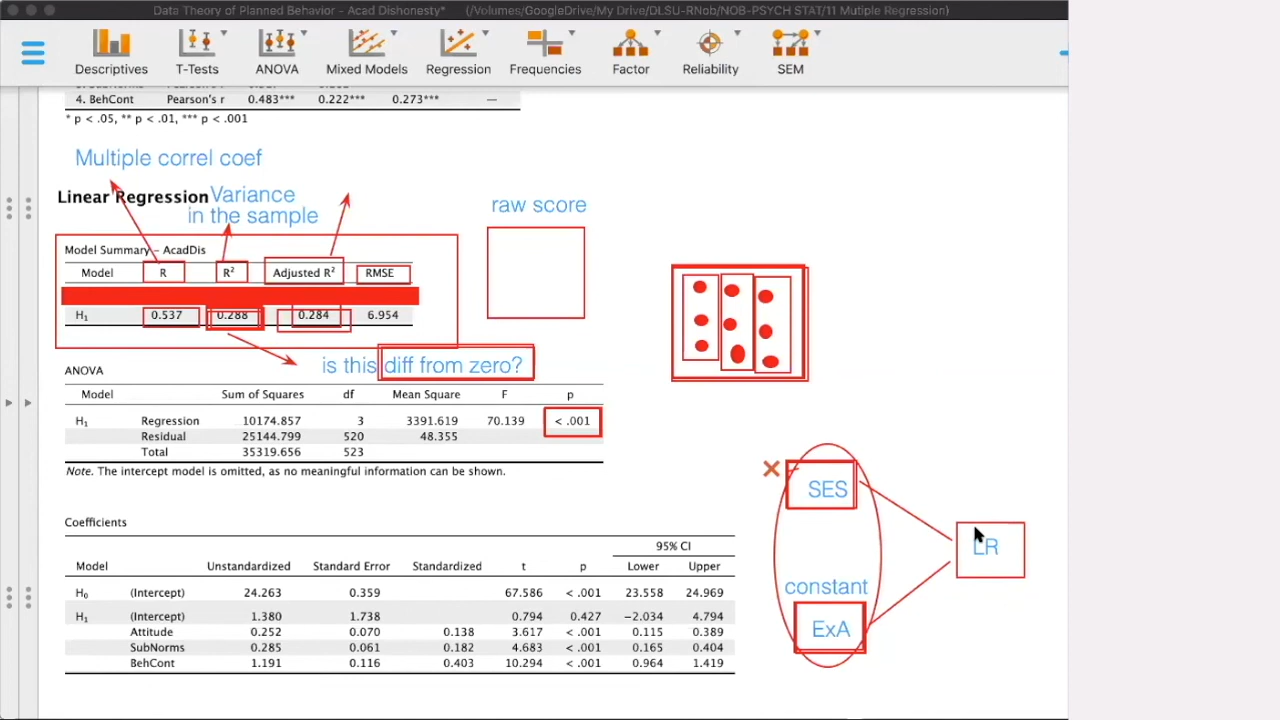 Data Theory of Planned Behavior - Acad Dishonesty* (/Volumes/GoogleDrive/My Drive/DLSU-RNob/NOB-PSYCH STAT/11 Mutiple Regression)
Descriptives T-Tests ANOVA Mixed Models Regression Frequencies Factor Reliability SEM
4. BehCont Pearson's r 0.483*** 0.222*** 0.273*** —
* p < .05, ** p < .01, *** p < .001
Multiple correl coef
Linear Regression
Variance
in the sample
raw score
Model Summary – AcadDis
Model R R² Adjusted R² RMSE
H₁ 0.537 0.288 0.284 6.954
is this diff from zero?
ANOVA
Model Sum of Squares df Mean Square F p
H₁ Regression 10174.857 3 3391.619 70.139 < .001
Residual 25144.799 520 48.355
Total 35319.656 523
Note. The intercept model is omitted, as no meaningful information can be shown.
SES
LR
constant
ExA
Coefficients
95% CI
Model Unstandardized Standard Error Standardized t p Lower Upper
H₀ (Intercept) 24.263 0.359 67.586 < .001 23.558 24.969
H₁ (Intercept) 1.380 1.738 0.794 0.427 −2.034 4.794
Attitude 0.252 0.070 0.138 3.617 < .001 0.115 0.389
SubNorms 0.285 0.061 0.182 4.683 < .001 0.165 0.404
BehCont 1.191 0.116 0.403 10.294 < .001 0.964 1.419